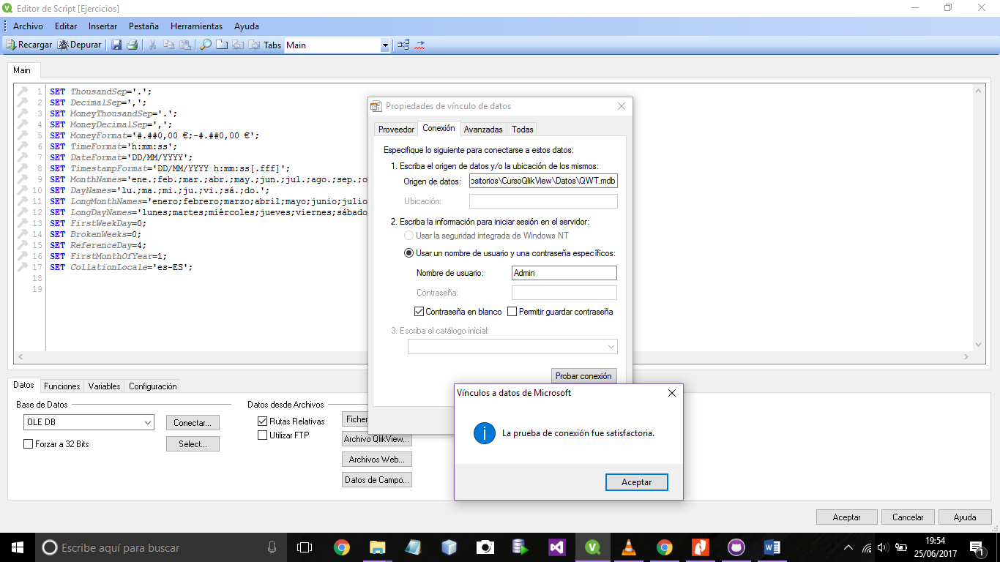 Editor de Script [Ejercicios]
Archivo Editar Insertar Pestaña Herramientas Ayuda
Recargar Depurar Tabs Main
Main
1 SET ThousandSep='.';
2 SET DecimalSep=',';
3 SET MoneyThousandSep='.';
4 SET MoneyDecimalSep=',';
5 SET MoneyFormat='#.##0,00 €;-#.##0,00 €';
6 SET TimeFormat='h:mm:ss';
7 SET DateFormat='DD/MM/YYYY';
8 SET TimestampFormat='DD/MM/YYYY h:mm:ss[.fff]';
9 SET MonthNames='ene.;feb.;mar.;abr.;may.;jun.;jul.;ago.;sep.;o
10 SET DayNames='lu.;ma.;mi.;ju.;vi.;sá.;do.';
11 SET LongMonthNames='enero;febrero;marzo;abril;mayo;junio;julio
12 SET LongDayNames='lunes;martes;miércoles;jueves;viernes;sábado
13 SET FirstWeekDay=0;
14 SET BrokenWeeks=0;
15 SET ReferenceDay=4;
16 SET FirstMonthOfYear=1;
17 SET CollationLocale='es-ES';
18
19
Propiedades de vínculo de datos
Proveedor Conexión Avanzadas Todas
Especifique lo siguiente para conectarse a estos datos:
1. Escriba el origen de datos y/o la ubicación de los mismos:
Origen de datos: ositorios\CursoQlikView\Datos\QWT.mdb
Ubicación:
2. Escriba la información para iniciar sesión en el servidor:
Usar la seguridad integrada de Windows NT
Usar un nombre de usuario y una contraseña específicos:
Nombre de usuario: Admin
Contraseña:
Contraseña en blanco Permitir guardar contraseña
3. Escriba el catálogo inicial:
Probar conexión
Vínculos a datos de Microsoft
La prueba de conexión fue satisfactoria.
Aceptar
Datos Funciones Variables Configuración
Base de Datos
OLE DB Conectar...
Forzar a 32 Bits Select...
Datos desde Archivos
Rutas Relativas Ficher
Utilizar FTP Archivo QlikView...
Archivos Web...
Datos de Campo...
Aceptar Cancelar Ayuda
Escribe aquí para buscar
19:54
25/06/2017
1